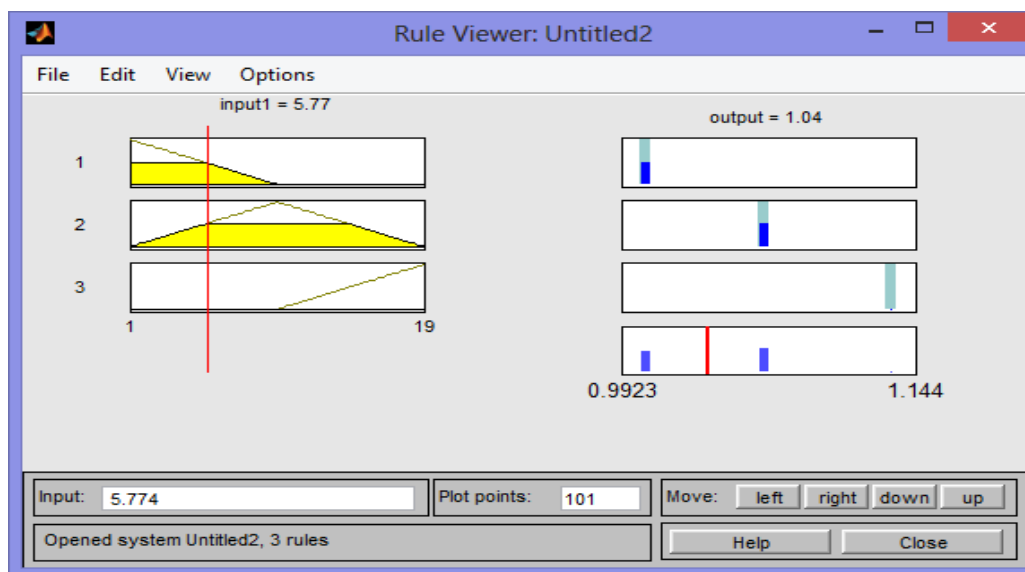 Rule Viewer: Untitled2
File Edit View Options
input1 = 5.77
output = 1.04
1
2
3
1 19
0.9923 1.144
Input: 5.774 Plot points: 101 Move: left right down up
Opened system Untitled2, 3 rules Help Close